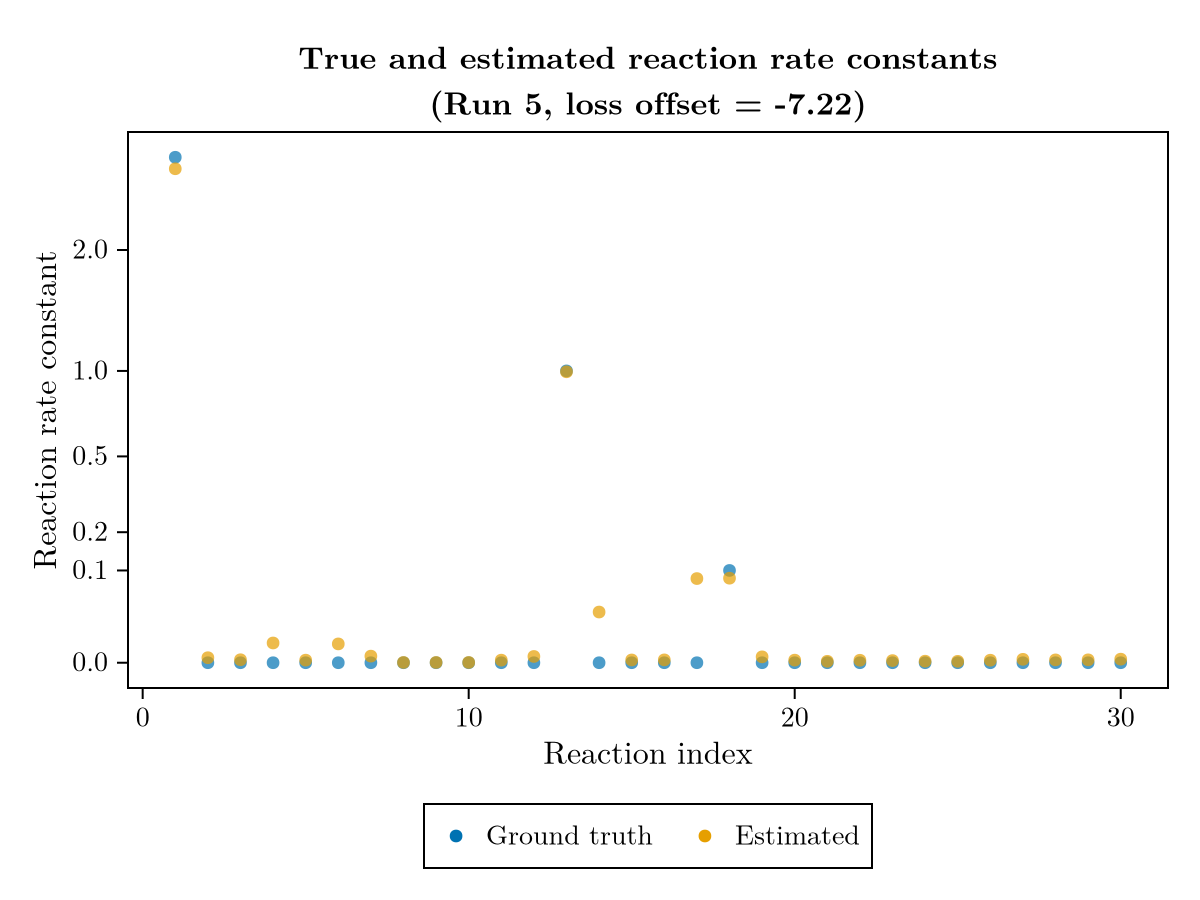 True and estimated reaction rate constants
(Run 5, loss offset = -7.22)
Reaction rate constant
2.0
1.0
0.5
0.2
0.1
0.0
0 10 20 30
Reaction index
Ground truth Estimated